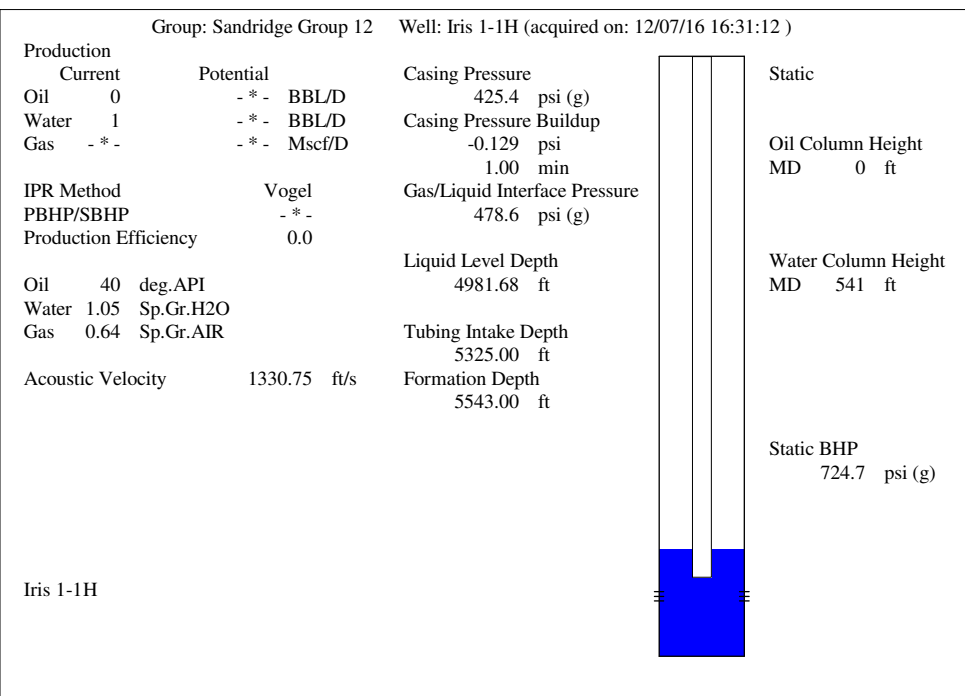 Group: Sandridge Group 12 Well: Iris 1-1H (acquired on: 12/07/16 16:31:12 )
Production
Current Potential
Oil 0 - * - BBL/D
Water 1 - * - BBL/D
Gas - * - - * - Mscf/D
IPR Method Vogel
PBHP/SBHP - * -
Production Efficiency 0.0
Oil 40 deg.API
Water 1.05 Sp.Gr.H2O
Gas 0.64 Sp.Gr.AIR
Acoustic Velocity 1330.75 ft/s
Casing Pressure
425.4 psi (g)
Casing Pressure Buildup
-0.129 psi
1.00 min
Gas/Liquid Interface Pressure
478.6 psi (g)
Liquid Level Depth
4981.68 ft
Tubing Intake Depth
5325.00 ft
Formation Depth
5543.00 ft
Static
Oil Column Height
MD 0 ft
Water Column Height
MD 541 ft
Static BHP
724.7 psi (g)
Iris 1-1H